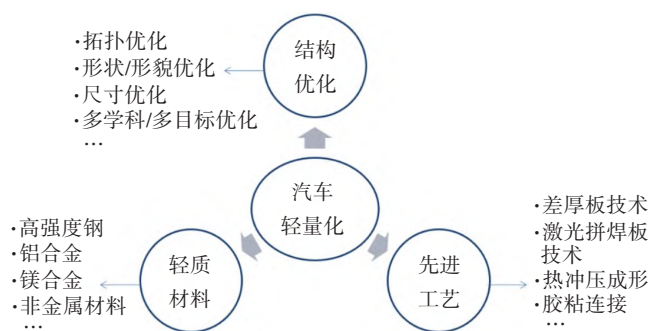 ·拓扑优化
·形状/形貌优化
·尺寸优化
·多学科/多目标优化
…
结构
优化
汽车
轻量化
·高强度钢
·铝合金
·镁合金
·非金属材料
…
轻质
材料
先进
工艺
·差厚板技术
·激光拼焊板
技术
·热冲压成形
·胶粘连接
…